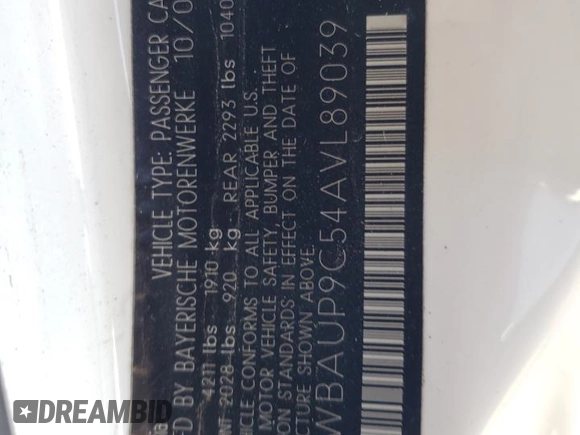 VEHICLE TYPE: PASSENGER CA
ED BY BAYERISCHE MOTORENWERKE 10/0
4211 lbs 1910 kg
NT 2028 lbs 920 kg REAR 2293 lbs 1040
HICLE CONFORMS TO ALL APPLICABLE U.S.
MOTOR VEHICLE SAFETY, BUMPER AND THEFT
ION STANDARDS IN EFFECT ON THE DATE OF
CTURE SHOWN ABOVE.
WBAUP9C54AVL89039
DREAMBID